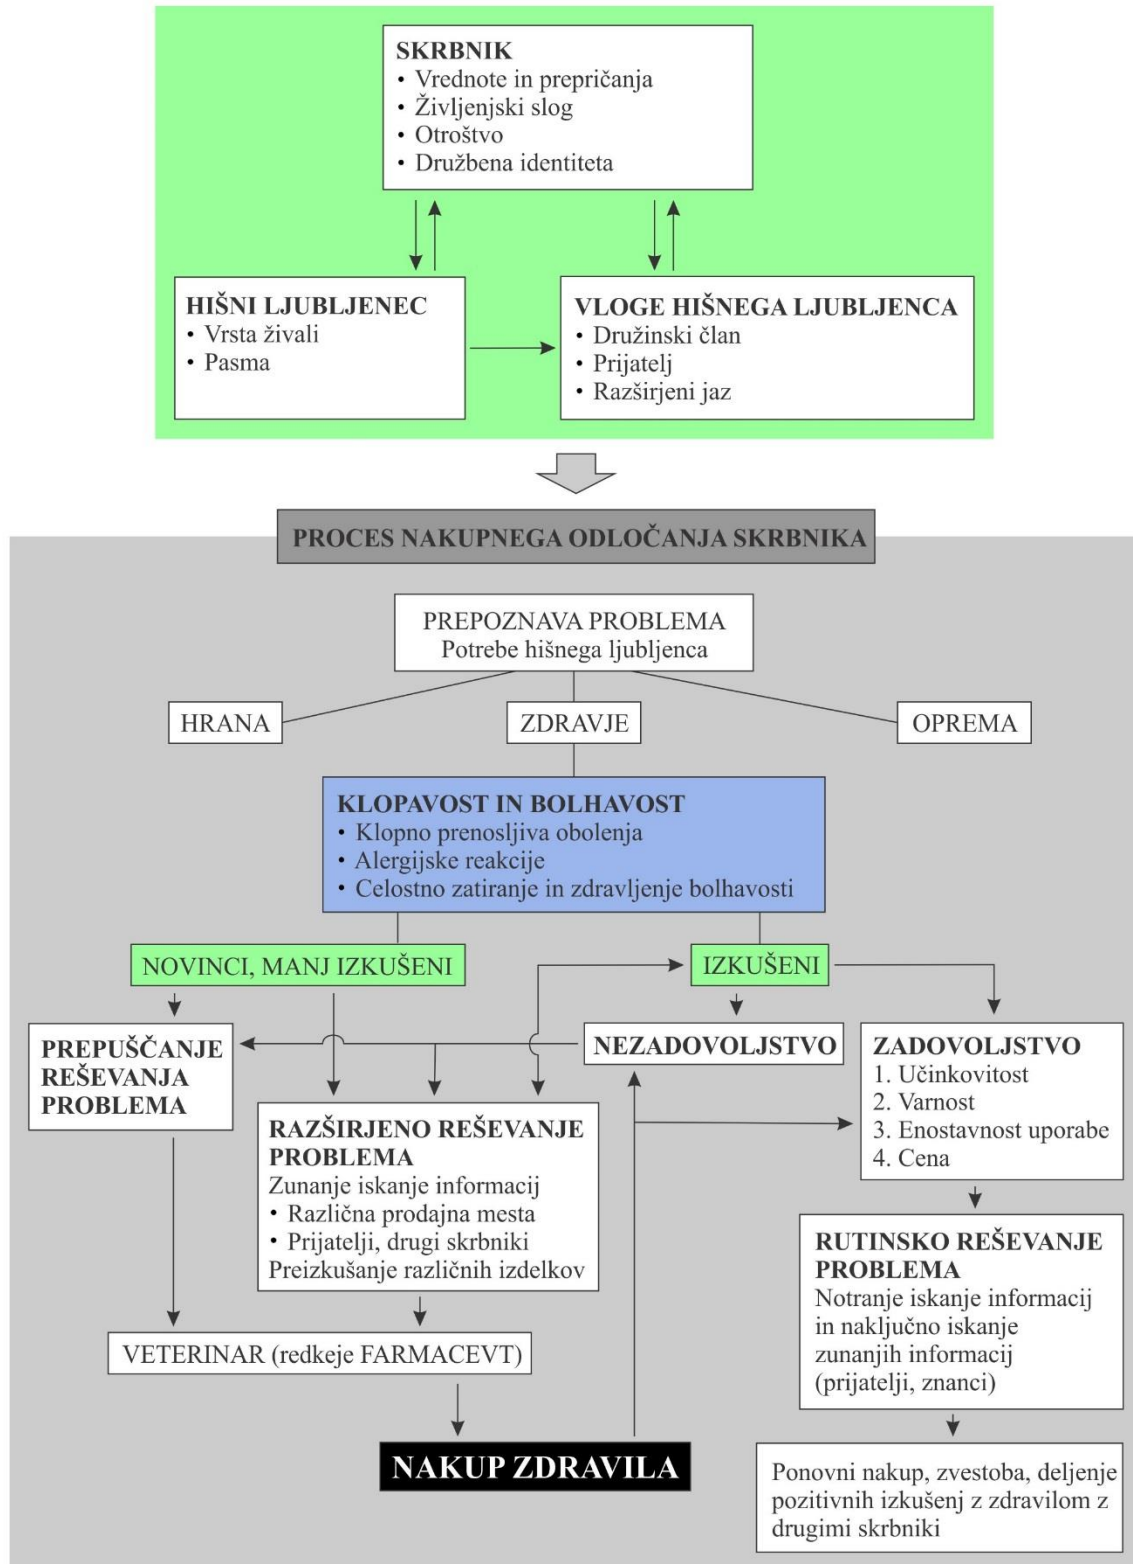 SKRBNIK
• Vrednote in prepričanja
• Življenjski slog
• Otroštvo
• Družbena identiteta
HIŠNI LJUBLJENEC
• Vrsta živali
• Pasma
VLOGE HIŠNEGA LJUBLJENCA
• Družinski član
• Prijatelj
• Razširjeni jaz
PROCES NAKUPNEGA ODLOČANJA SKRBNIKA
PREPOZNAVA PROBLEMA
Potrebe hišnega ljubljenca
HRANA
ZDRAVJE
OPREMA
KLOPAVOST IN BOLHAVOST
• Klopno prenosljiva obolenja
• Alergijske reakcije
• Celostno zatiranje in zdravljenje bolhavosti
NOVINCI, MANJ IZKUŠENI
IZKUŠENI
PREPUŠČANJE
REŠEVANJA
PROBLEMA
NEZADOVOLJSTVO
ZADOVOLJSTVO
1. Učinkovitost
2. Varnost
3. Enostavnost uporabe
4. Cena
RAZŠIRJENO REŠEVANJE
PROBLEMA
Zunanje iskanje informacij
• Različna prodajna mesta
• Prijatelji, drugi skrbniki
Preizkušanje različnih izdelkov
RUTINSKO REŠEVANJE
PROBLEMA
Notranje iskanje informacij
in naključno iskanje
zunanjih informacij
(prijatelji, znanci)
VETERINAR (redkeje FARMACEVT)
NAKUP ZDRAVILA
Ponovni nakup, zvestoba, deljenje
pozitivnih izkušenj z zdravilom z
drugimi skrbniki